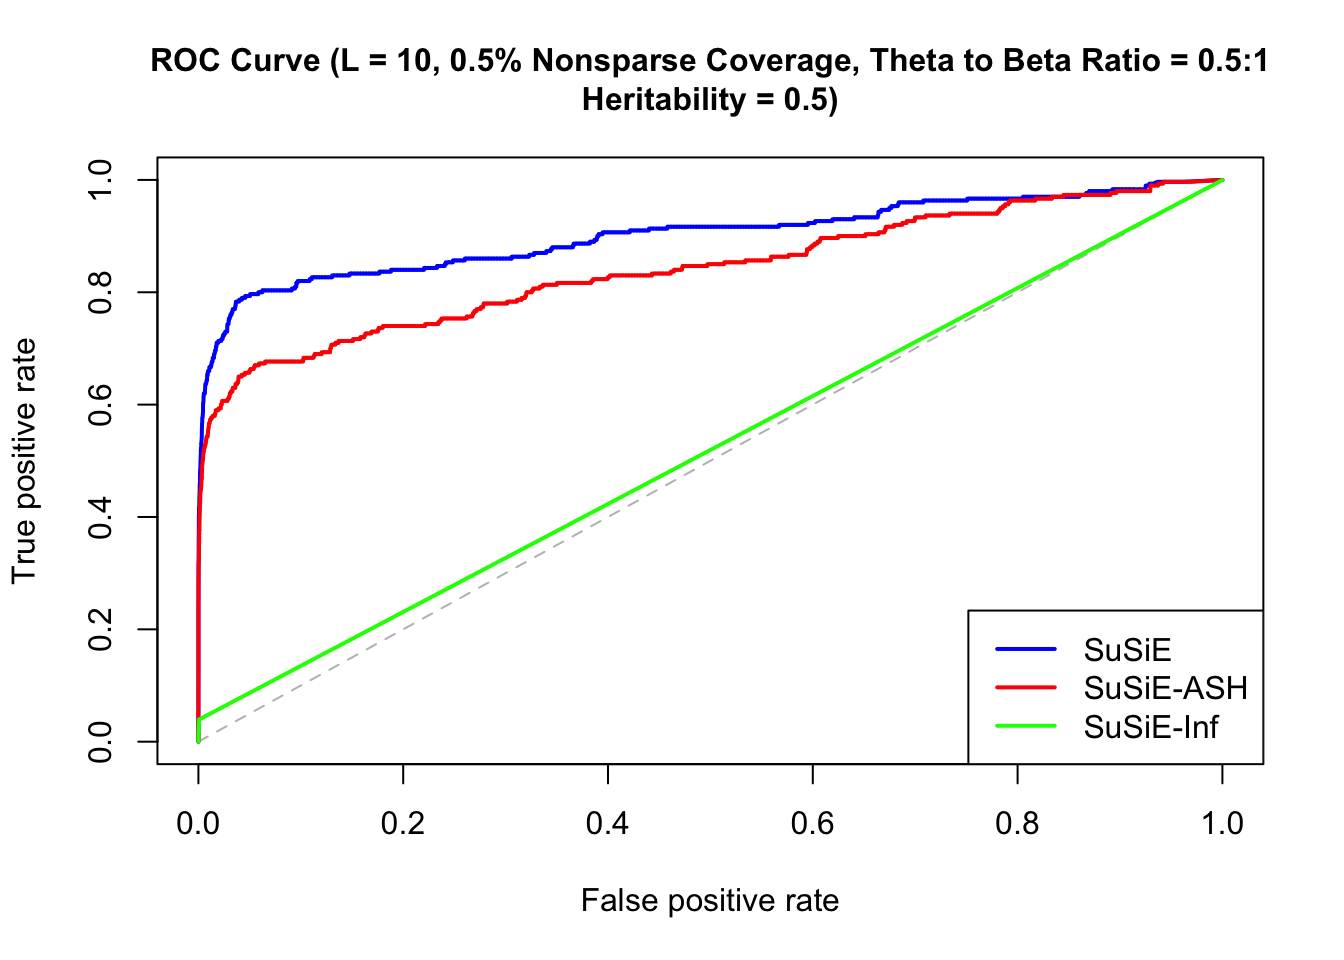 ROC Curve (L = 10, 0.5% Nonsparse Coverage, Theta to Beta Ratio = 0.5:1
Heritability = 0.5)
True positive rate
1.0
0.8
0.6
0.4
0.2
0.0
SuSiE
SuSiE-ASH
SuSiE-Inf
0.0 0.2 0.4 0.6 0.8 1.0
False positive rate